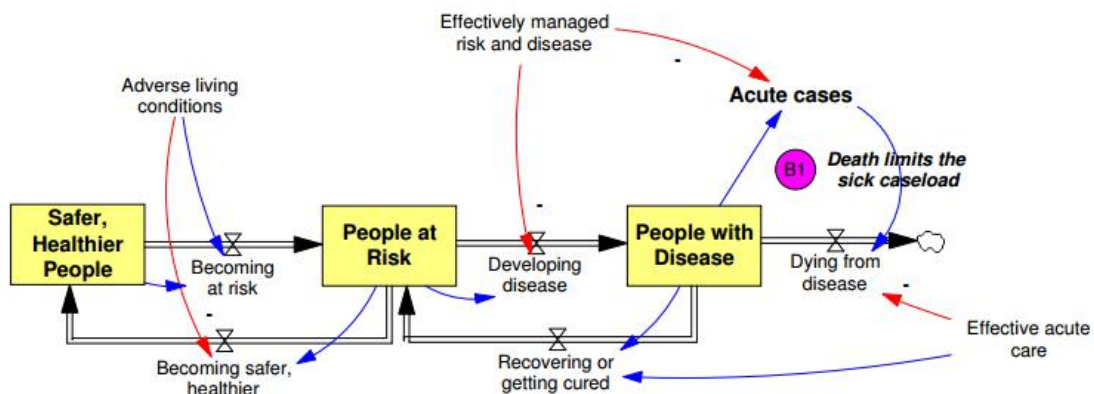 Effectively managed
risk and disease
-
Adverse living
conditions
Acute cases
B1
Death limits the
sick caseload
-
Safer,
Healthier
People
People at
Risk
People with
Disease
Becoming
at risk
Developing
disease
Dying from
disease
-
-
Effective acute
care
Becoming safer,
healthier
Recovering or
getting cured